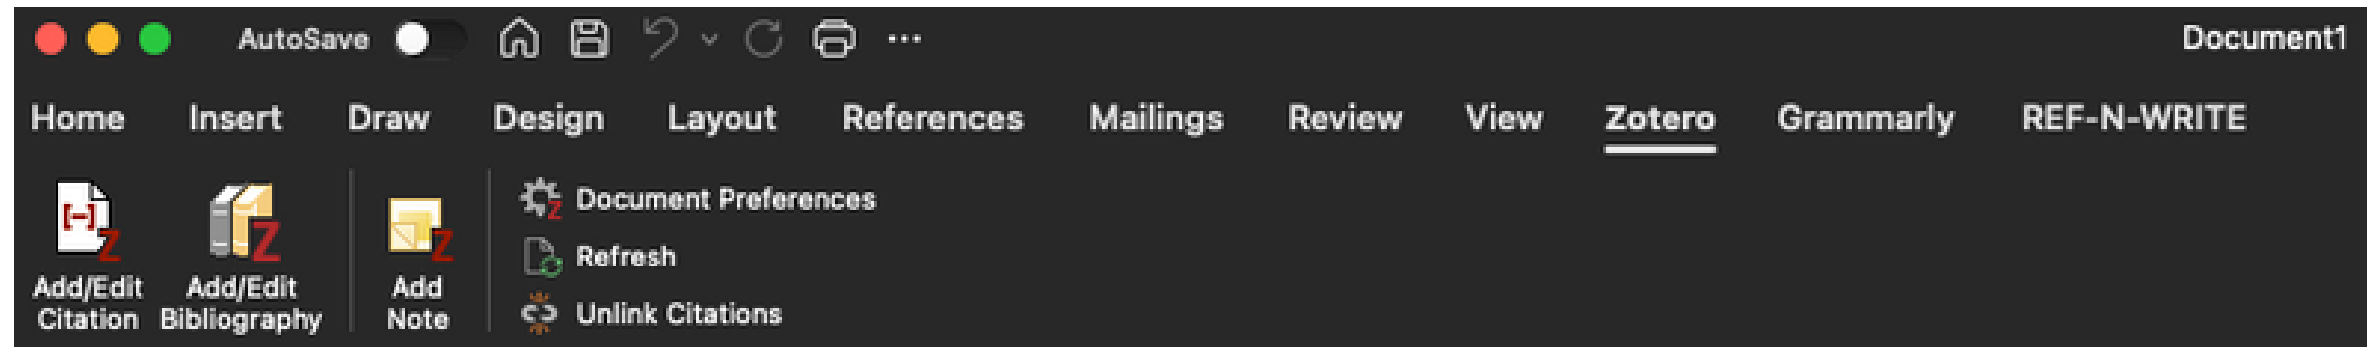 AutoSave
Document1
Home Insert Draw Design Layout References Mailings Review View Zotero Grammarly REF-N-WRITE
Add/Edit
Citation
Add/Edit
Bibliography
Add
Note
Document Preferences
Refresh
Unlink Citations